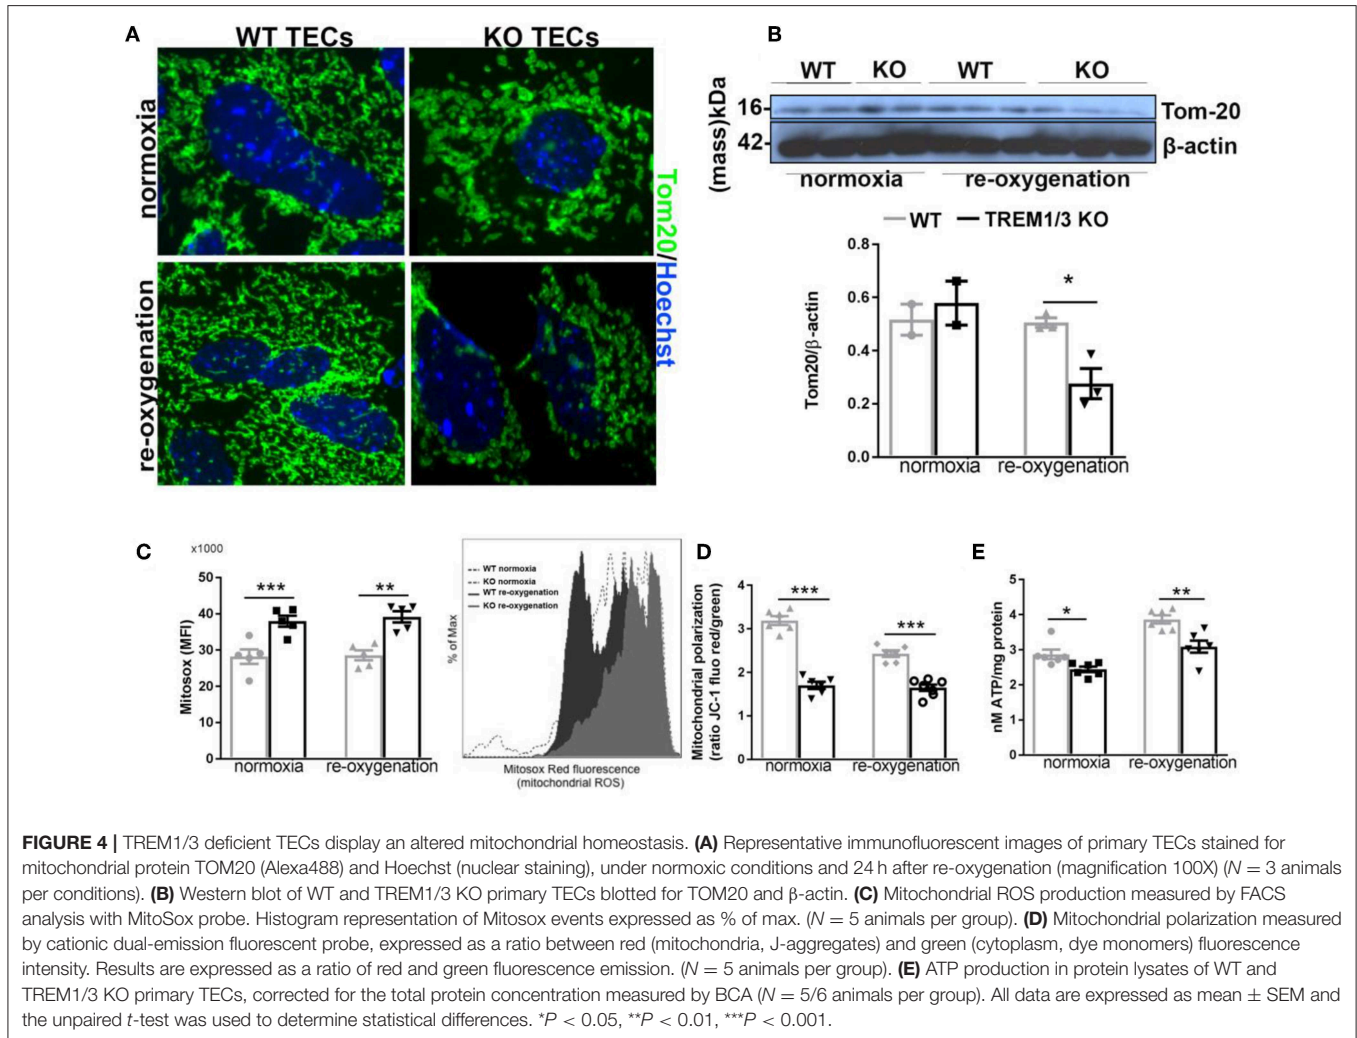 A
WT TECs
KO TECs
normoxia
re-oxygenation
Tom20/Hoechst
B
(mass)kDa
WT KO WT KO
16 Tom-20
42 β-actin
normoxia re-oxygenation
WT TREM1/3 KO
Tom20/β-actin
0.8
0.6
0.4
0.2
0.0
*
normoxia re-oxygenation
C
x1000
Mitosox (MFI)
50
40
30
20
10
0
*** **
normoxia re-oxygenation
% of Max
WT normoxia
KO normoxia
WT re-oxygenation
KO re-oxygenation
Mitosox Red fluorescence
(mitochondrial ROS)
D
Mitochondrial polarization
(ratio JC-1 fluo red/green)
4
3
2
1
0
***
***
normoxia re-oxygenation
E
nM ATP/mg protein
5
4
3
2
1
0
*
**
normoxia re-oxygenation
FIGURE 4 | TREM1/3 deficient TECs display an altered mitochondrial homeostasis. (A) Representative immunofluorescent images of primary TECs stained for
mitochondrial protein TOM20 (Alexa488) and Hoechst (nuclear staining), under normoxic conditions and 24 h after re-oxygenation (magnification 100X) (N = 3 animals
per conditions). (B) Western blot of WT and TREM1/3 KO primary TECs blotted for TOM20 and β-actin. (C) Mitochondrial ROS production measured by FACS
analysis with MitoSox probe. Histogram representation of Mitosox events expressed as % of max. (N = 5 animals per group). (D) Mitochondrial polarization measured
by cationic dual-emission fluorescent probe, expressed as a ratio between red (mitochondria, J-aggregates) and green (cytoplasm, dye monomers) fluorescence
intensity. Results are expressed as a ratio of red and green fluorescence emission. (N = 5 animals per group). (E) ATP production in protein lysates of WT and
TREM1/3 KO primary TECs, corrected for the total protein concentration measured by BCA (N = 5/6 animals per group). All data are expressed as mean ± SEM and
the unpaired t-test was used to determine statistical differences. *P < 0.05, **P < 0.01, ***P < 0.001.